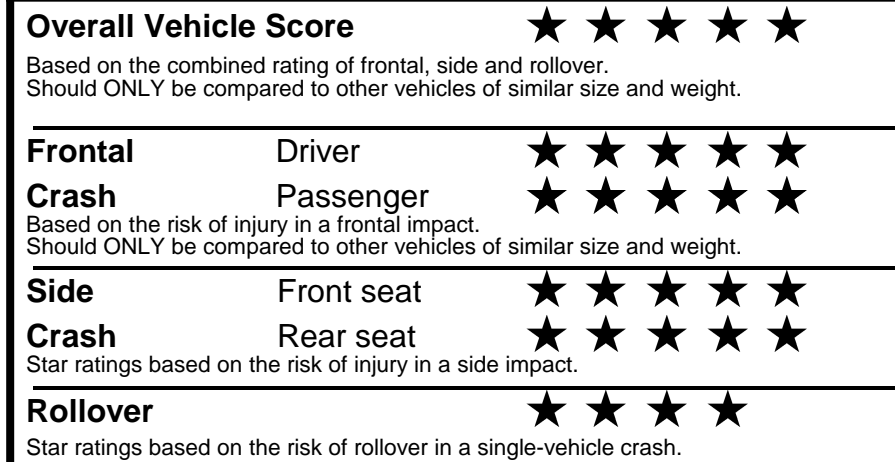 Overall Vehicle Score ★ ★ ★ ★ ★
Based on the combined rating of frontal, side and rollover.
Should ONLY be compared to other vehicles of similar size and weight.
Frontal Driver ★ ★ ★ ★ ★
Crash Passenger ★ ★ ★ ★ ★
Based on the risk of injury in a frontal impact.
Should ONLY be compared to other vehicles of similar size and weight.
Side Front seat ★ ★ ★ ★ ★
Crash Rear seat ★ ★ ★ ★ ★
Star ratings based on the risk of injury in a side impact.
Rollover ★ ★ ★ ★
Star ratings based on the risk of rollover in a single-vehicle crash.